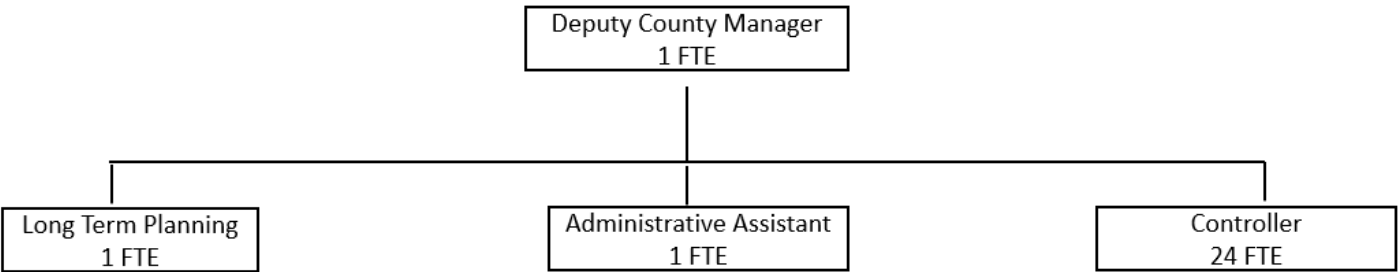 Deputy County Manager
1 FTE
Long Term Planning
1 FTE
Administrative Assistant
1 FTE
Controller
24 FTE